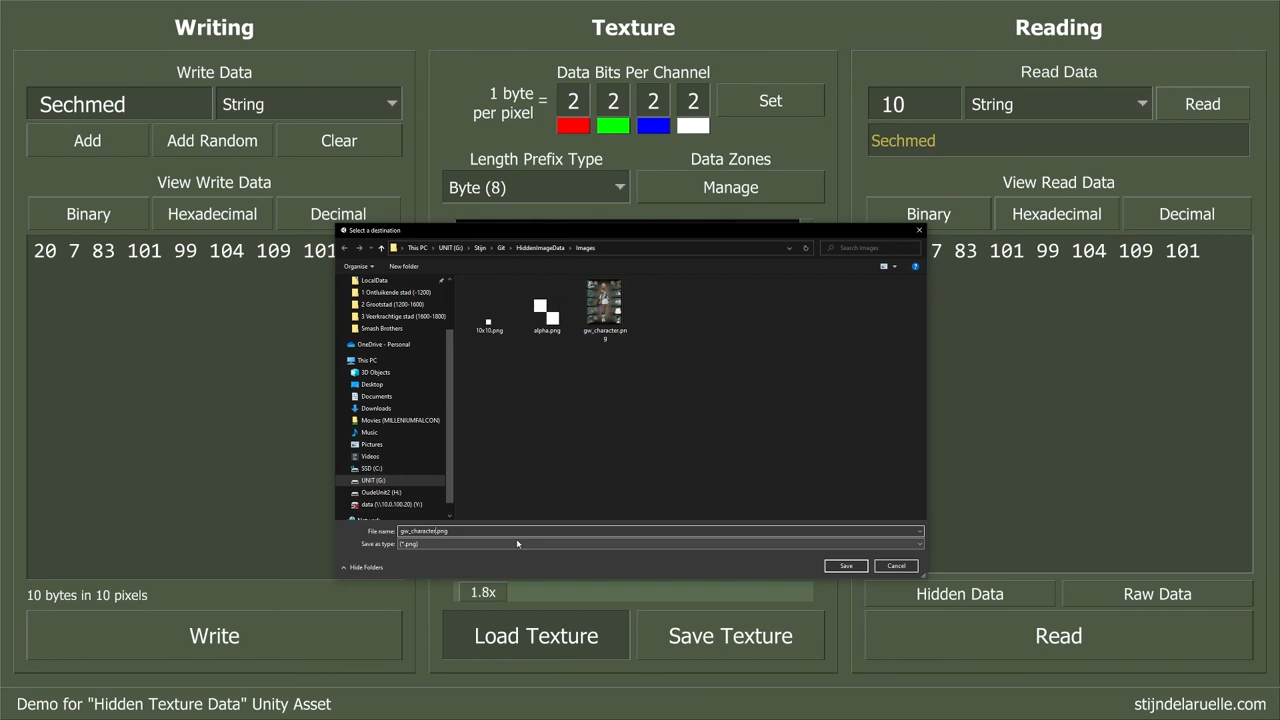 Writing
Write Data
Sechmed
String
Add
Add Random
Clear
View Write Data
Binary
Hexadecimal
Decimal
20 7 83 101 99 104 109 101
10 bytes in 10 pixels
Write
Texture
Data Bits Per Channel
1 byte
per pixel
=
2
2
2
2
Set
Length Prefix Type
Data Zones
Byte (8)
Manage
Select a destination
This PC
UNIT (G:)
Stijn
Git
HiddenImageData
Images
Search Images
Organise
New folder
LocalData
1 Ontluikende stad (-1200)
2 Grootstad (1200-1600)
3 Veerkrachtige stad (1600-1800)
Smash Brothers
OneDrive - Personal
This PC
3D Objects
Desktop
Documents
Downloads
Movies (MILLENIUMFALCON)
Music
Pictures
Videos
SSD (C:)
UNIT (G:)
OudeUnit2 (H:)
data (\\10.0.100.20) (Y:)
10x10.png
alpha.png
gw_character.pn
g
File name:
gw_character.png
Save as type:
(*.png)
Hide Folders
Save
Cancel
1.8x
Load Texture
Save Texture
Reading
Read Data
10
String
Read
Sechmed
View Read Data
Binary
Hexadecimal
Decimal
7 83 101 99 104 109 101
Hidden Data
Raw Data
Read
Demo for "Hidden Texture Data" Unity Asset
stijndelaruelle.com